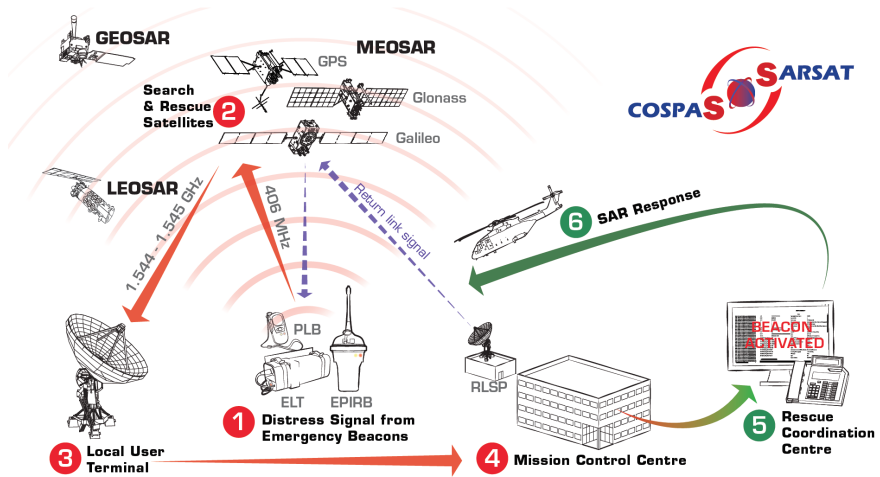 GEOSAR
MEOSAR
GPS
Search
& Rescue
Satellites
2
Glonass
Galileo
COSPAS SARSAT
LEOSAR
1.544 - 1.545 GHz
406 MHz
Return link signal
6 SAR Response
PLB
ELT
EPIRB
RLSP
BEACON
ACTIVATED
1 Distress Signal from
Emergency Beacons
3 Local User
Terminal
4 Mission Control Centre
5 Rescue
Coordination
Centre